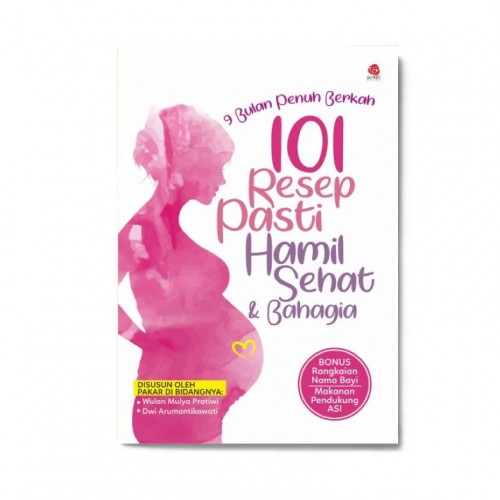 9 Bulan Penuh Berkah
101
Resep
Pasti
Hamil
Sehat
& Bahagia
DISUSUN OLEH
PAKAR DI BIDANGNYA:
Wulan Mulya Pratiwi
Dwi Arumantikawati
BONUS
Rangkaian
Nama Bayi
Makanan
Pendukung
ASI